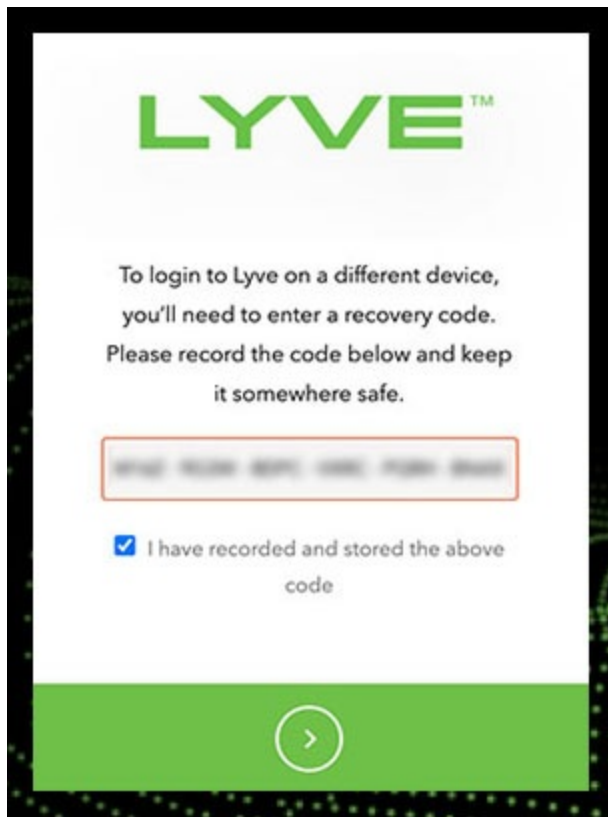 LYVE™
To login to Lyve on a different device,
you'll need to enter a recovery code.
Please record the code below and keep
it somewhere safe.
I have recorded and stored the above
code